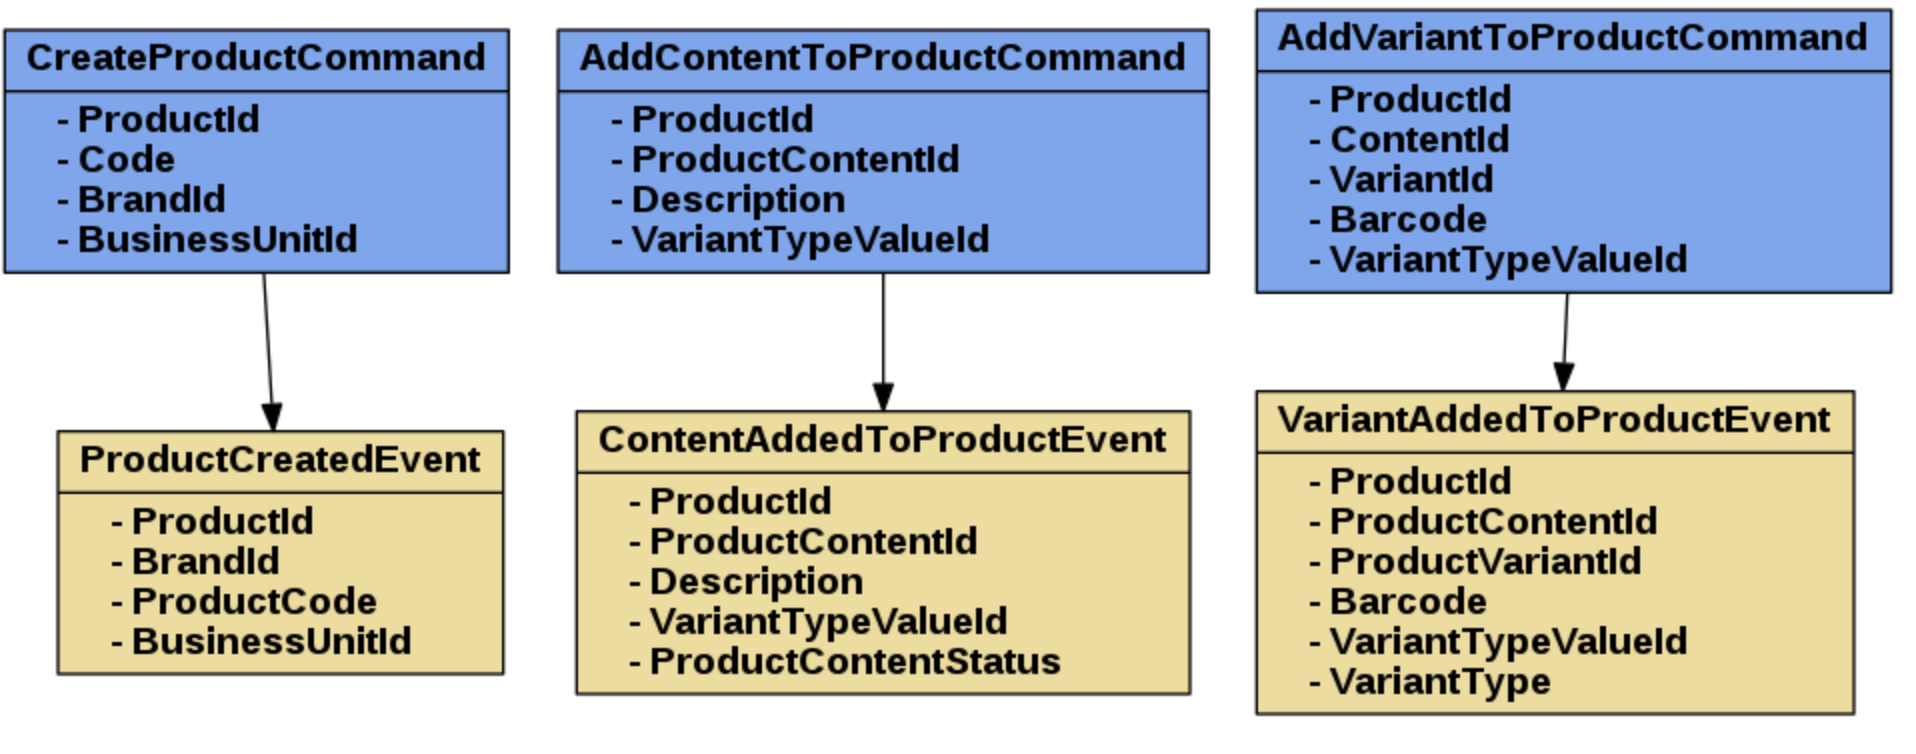 CreateProductCommand
- ProductId
- Code
- BrandId
- BusinessUnitId
AddContentToProductCommand
- ProductId
- ProductContentId
- Description
- VariantTypeValueId
AddVariantToProductCommand
- ProductId
- ContentId
- VariantId
- Barcode
- VariantTypeValueId
ProductCreatedEvent
- ProductId
- BrandId
- ProductCode
- BusinessUnitId
ContentAddedToProductEvent
- ProductId
- ProductContentId
- Description
- VariantTypeValueId
- ProductContentStatus
VariantAddedToProductEvent
- ProductId
- ProductContentId
- ProductVariantId
- Barcode
- VariantTypeValueId
- VariantType